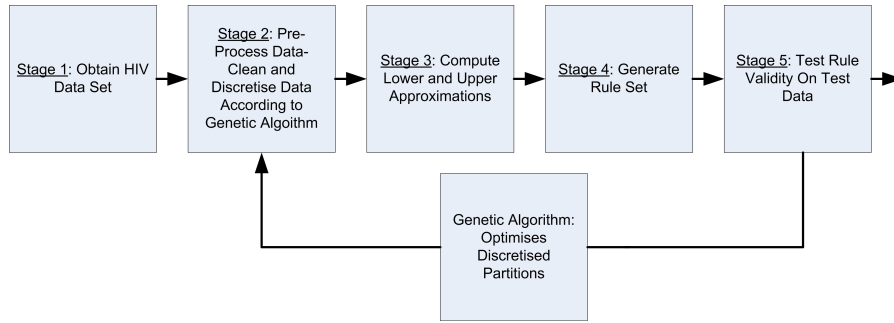 Stage 1: Obtain HIV
Data Set
Stage 2: Pre-
Process Data-
Clean and
Discretise Data
According to
Genetic Algoithm
Stage 3: Compute
Lower and Upper
Approximations
Stage 4: Generate
Rule Set
Stage 5: Test Rule
Validity On Test
Data
Genetic Algorithm:
Optimises
Discretised
Partitions